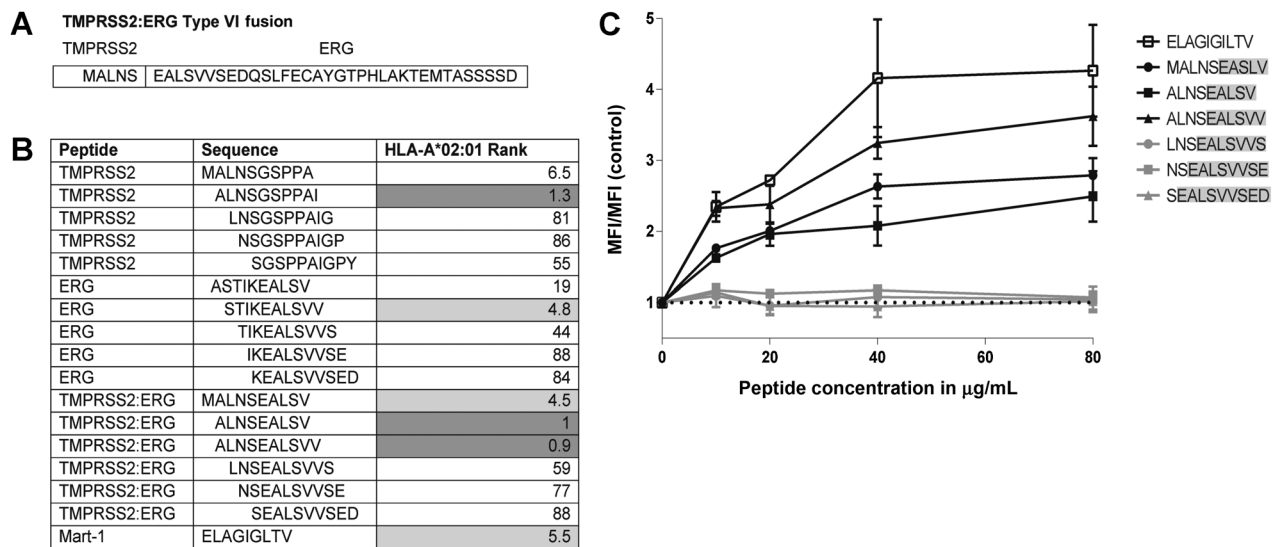 A
TMPRSS2:ERG Type VI fusion
TMPRSS2 ERG
MALNS EALSVVSEDQSLFECAYGTPHLAKTEMTASSSSD
B
Peptide Sequence HLA-A*02:01 Rank
TMPRSS2 MALNSGSPPA 6.5
TMPRSS2 ALNSGSPPAI 1.3
TMPRSS2 LNSGSPPAIG 81
TMPRSS2 NSGSPPAIGP 86
TMPRSS2 SGSPPAIGPY 55
ERG ASTIKEALSV 19
ERG STIKEALSVV 4.8
ERG TIKEALSVVS 44
ERG IKEALSVVSE 88
ERG KEALSVVSED 84
TMPRSS2:ERG MALNSEALSV 4.5
TMPRSS2:ERG ALNSEALSV 1
TMPRSS2:ERG ALNSEALSVV 0.9
TMPRSS2:ERG LNSEALSVVS 59
TMPRSS2:ERG NSEALSVVSE 77
TMPRSS2:ERG SEALSVVSED 88
Mart-1 ELAGIGLTV 5.5
C
MFI/MFI (control)
5
4
3
2
1
0 20 40 60 80
Peptide concentration in μg/mL
ELAGIGILTV
MALNSEASLV
ALNSEALSV
ALNSEALSVV
LNSEALSVVS
NSEALSVVSE
SEALSVVSED